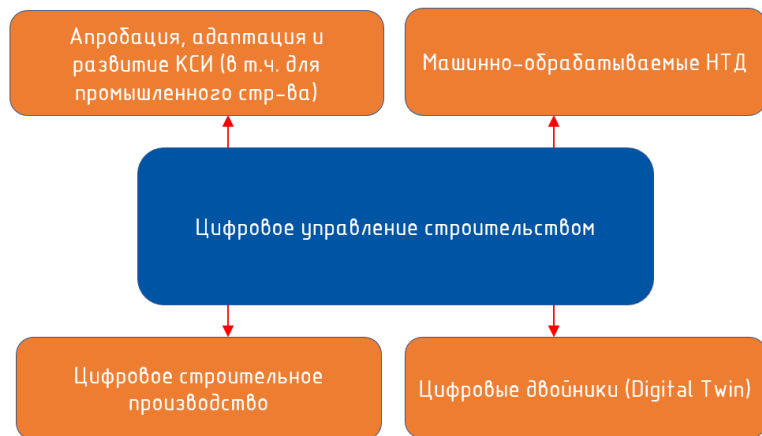 Апробация, адаптация и
развитие КСИ (в т.ч. для
промышленного стр-ва)
Машинно-обрабатываемые НТД
Цифровое управление строительством
Цифровое строительное
производство
Цифровые двойники (Digital Twin)